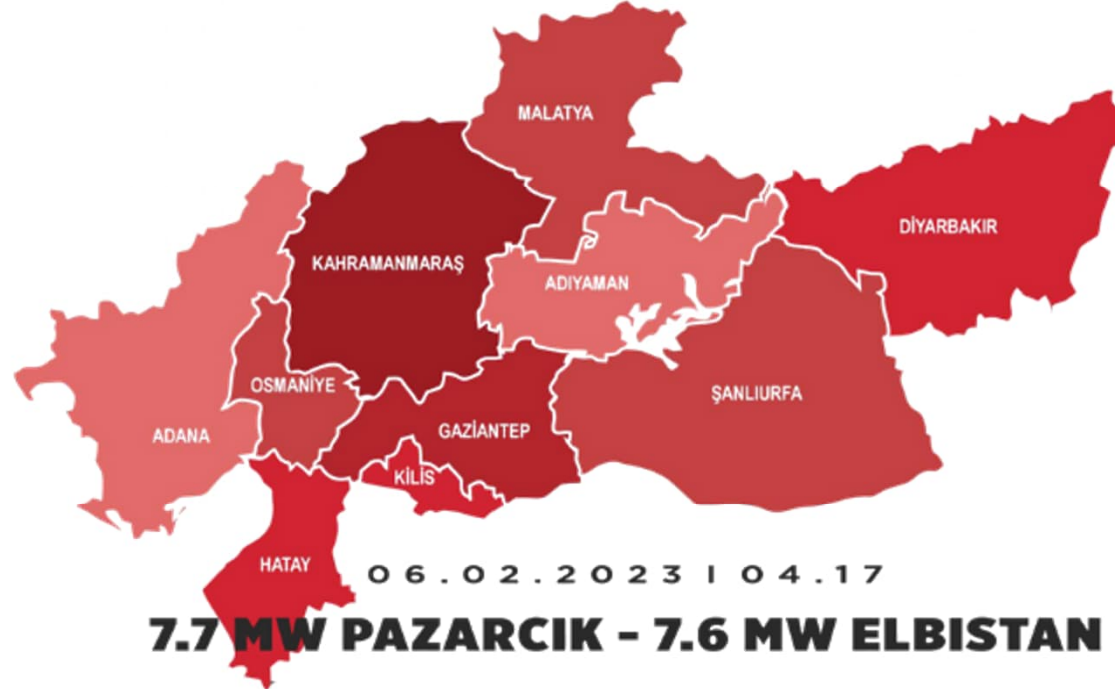 MALATYA
DİYARBAKIR
KAHRAMANMARAŞ
ADIYAMAN
OSMANİYE
ŞANLIURFA
ADANA
GAZİANTEP
KİLİS
HATAY
06.02.2023 | 04.17
7.7 MW PAZARCIK - 7.6 MW ELBISTAN